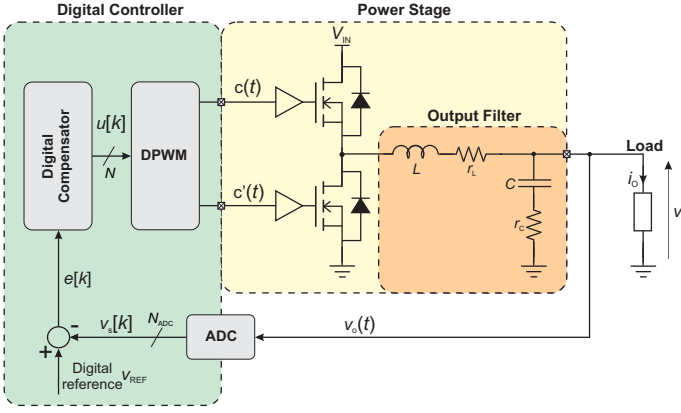 Digital Controller
Power Stage
V_IN
c(t)
Digital Compensator
u[k]
N
DPWM
Output Filter
Load
L
r_L
C
i_o
c'(t)
r_C
v
e[k]
v_s[k]
N_ADC
ADC
v_o(t)
-
+
Digital
reference v_REF